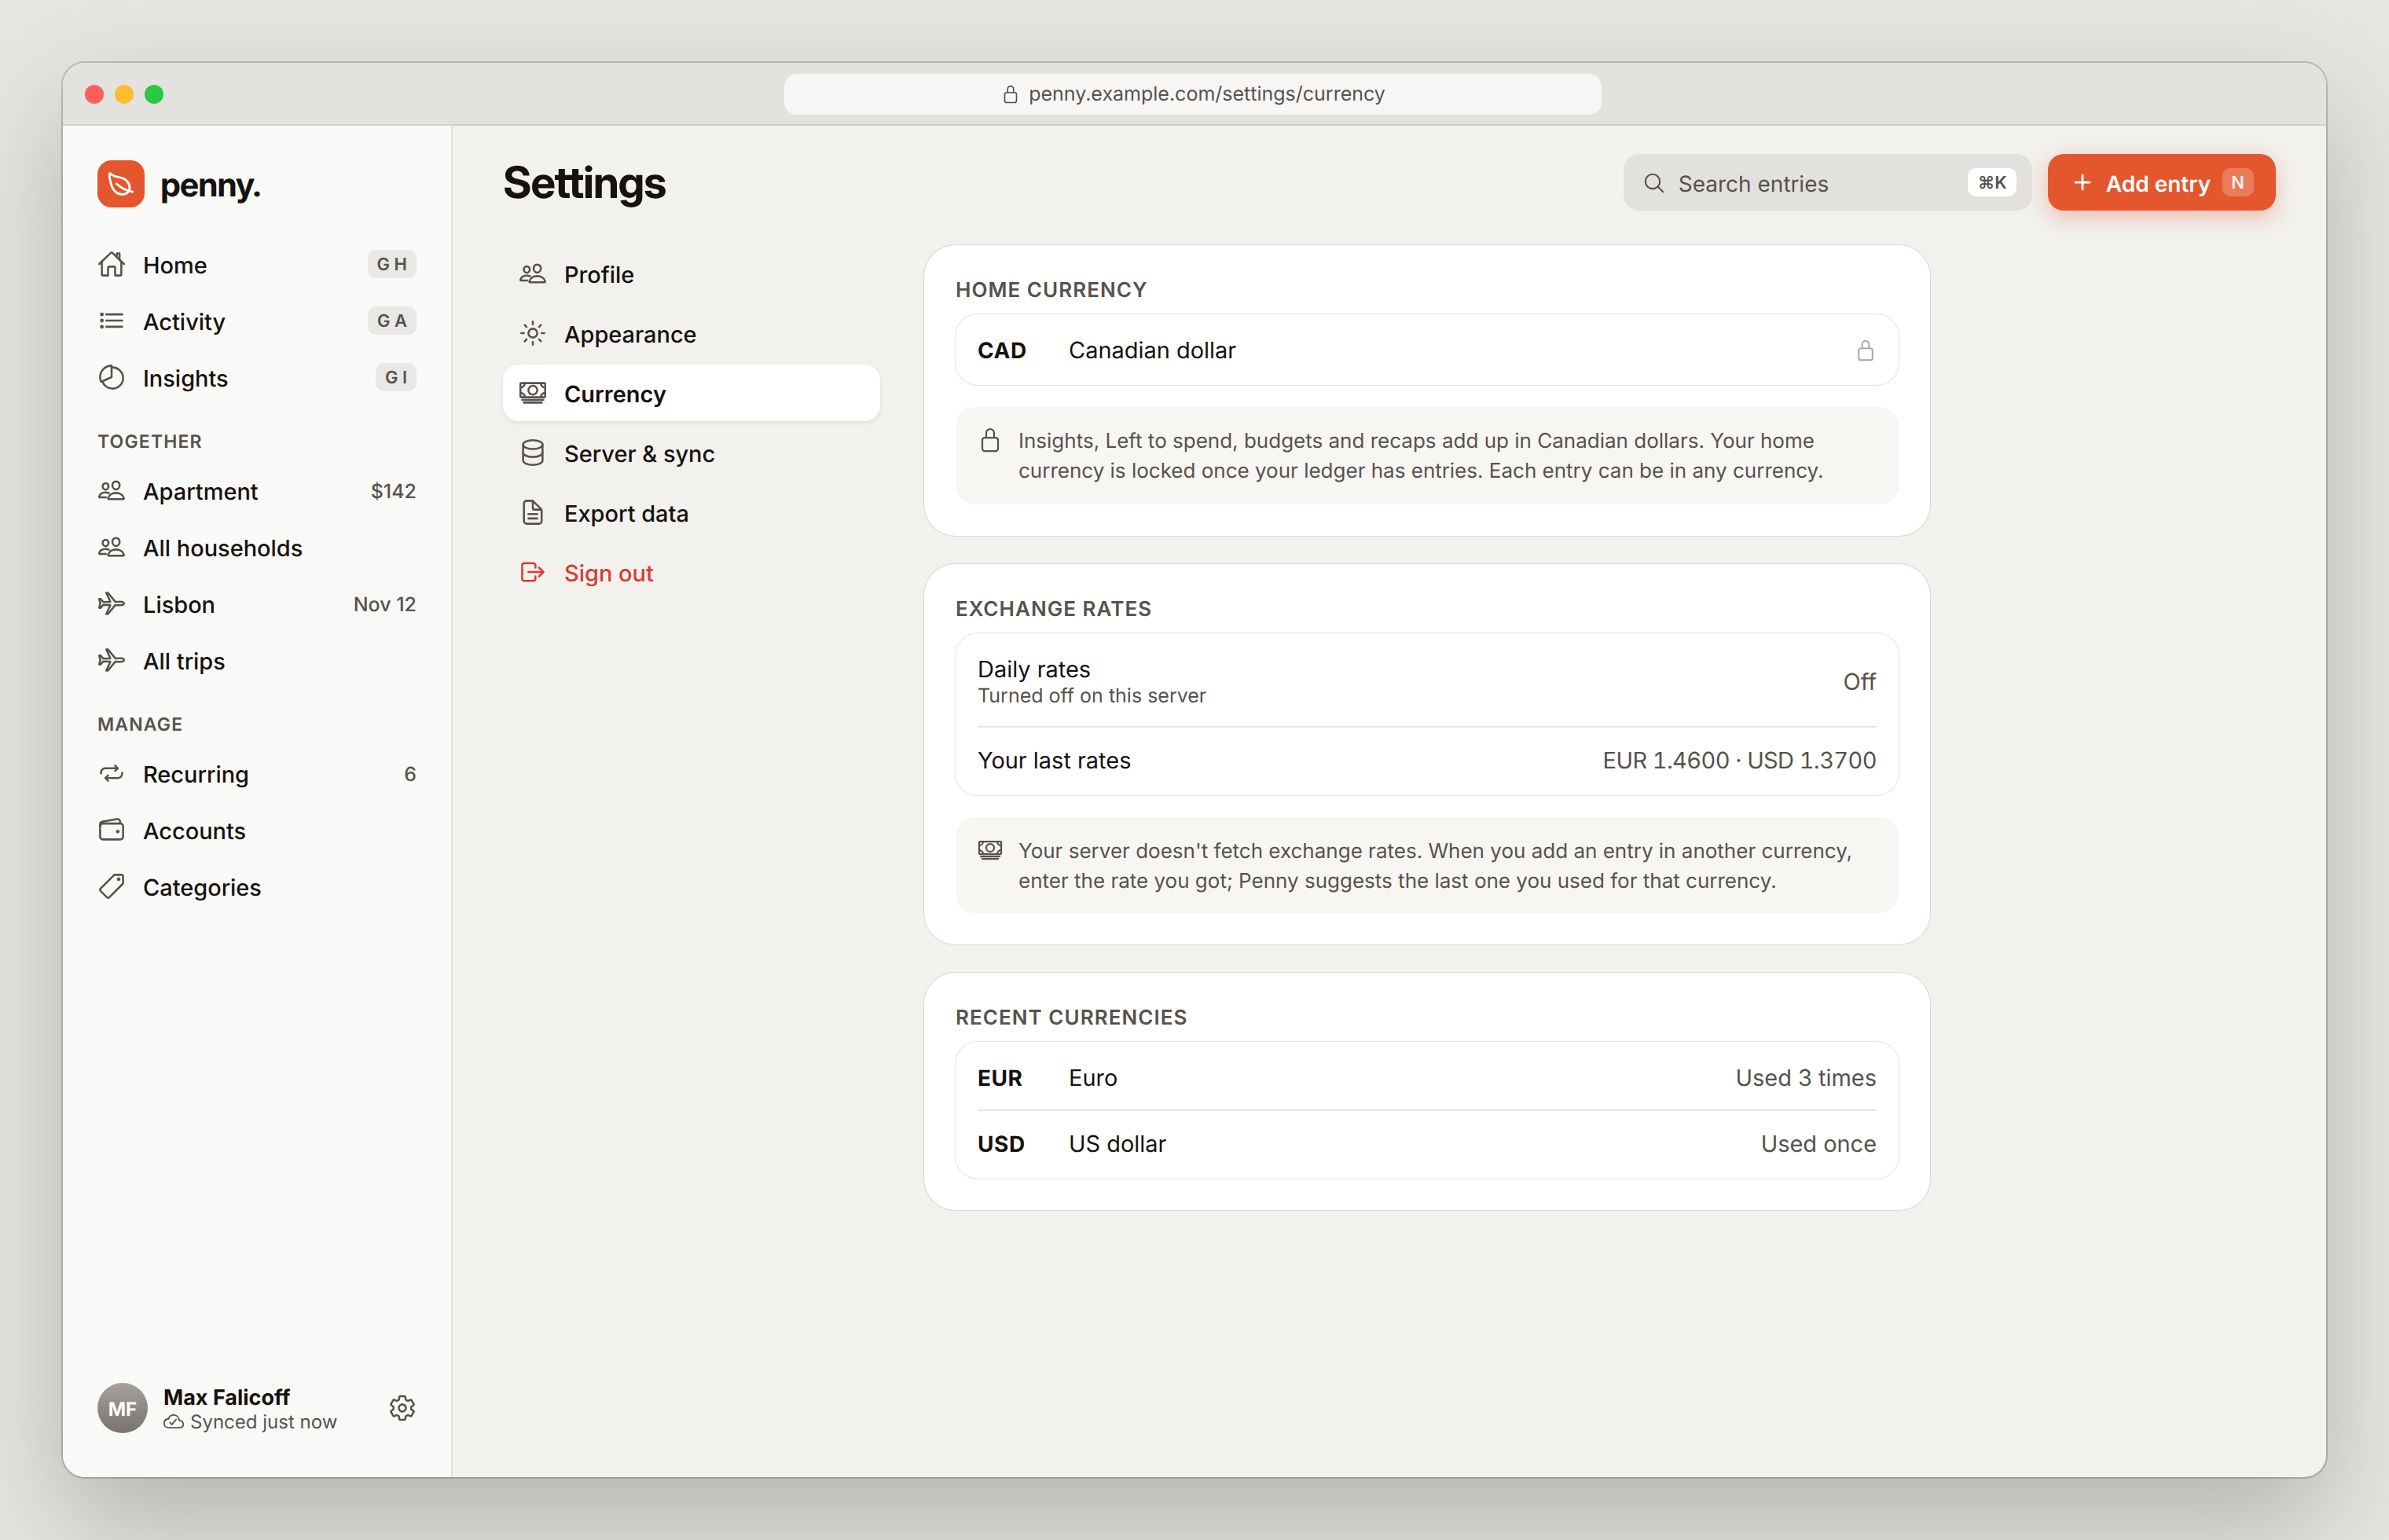 penny.example.com/settings/currency
penny.
Home G H
Activity G A
Insights G I
TOGETHER
Apartment $142
All households
Lisbon Nov 12
All trips
MANAGE
Recurring 6
Accounts
Categories
MF
Max Falicoff
Synced just now
Settings
Search entries ⌘K
Add entry N
Profile
Appearance
Currency
Server & sync
Export data
Sign out
HOME CURRENCY
CAD Canadian dollar
Insights, Left to spend, budgets and recaps add up in Canadian dollars. Your home
currency is locked once your ledger has entries. Each entry can be in any currency.
EXCHANGE RATES
Daily rates
Turned off on this server
Off
Your last rates EUR 1.4600 · USD 1.3700
Your server doesn't fetch exchange rates. When you add an entry in another currency,
enter the rate you got; Penny suggests the last one you used for that currency.
RECENT CURRENCIES
EUR Euro Used 3 times
USD US dollar Used once